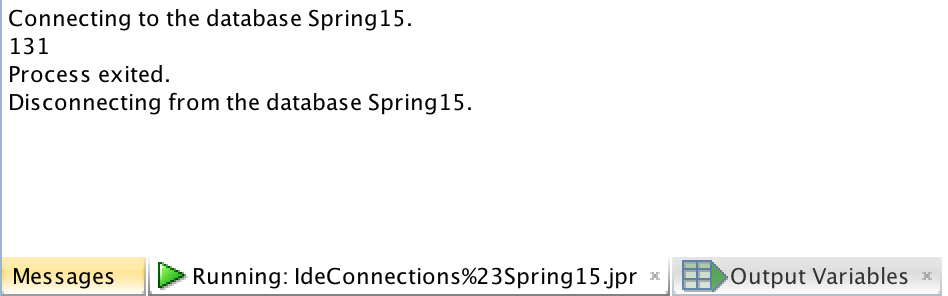 Connecting to the database Spring15.
131
Process exited.
Disconnecting from the database Spring15.
Messages Running: IdeConnections%23Spring15.jpr Output Variables